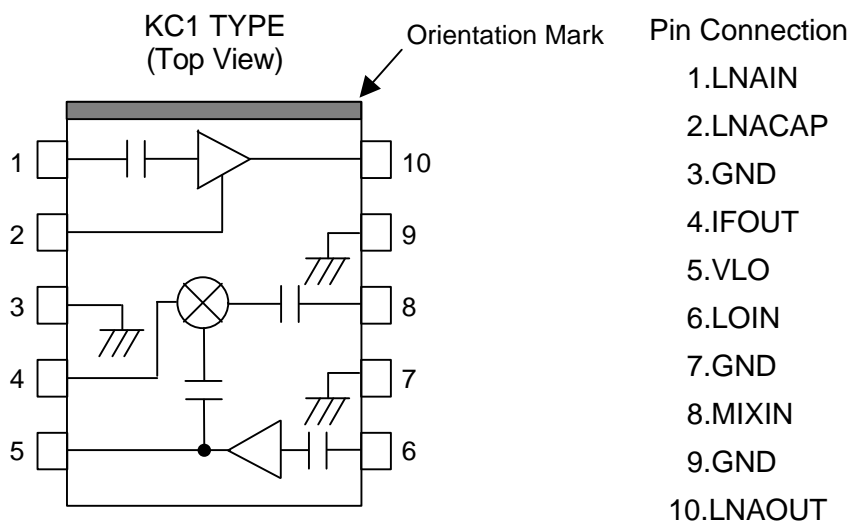 KC1 TYPE
(Top View)
Orientation Mark
1
2
3
4
5
10
9
8
7
6
Pin Connection
1.LNAIN
2.LNACAP
3.GND
4.IFOUT
5.VLO
6.LOIN
7.GND
8.MIXIN
9.GND
10.LNAOUT